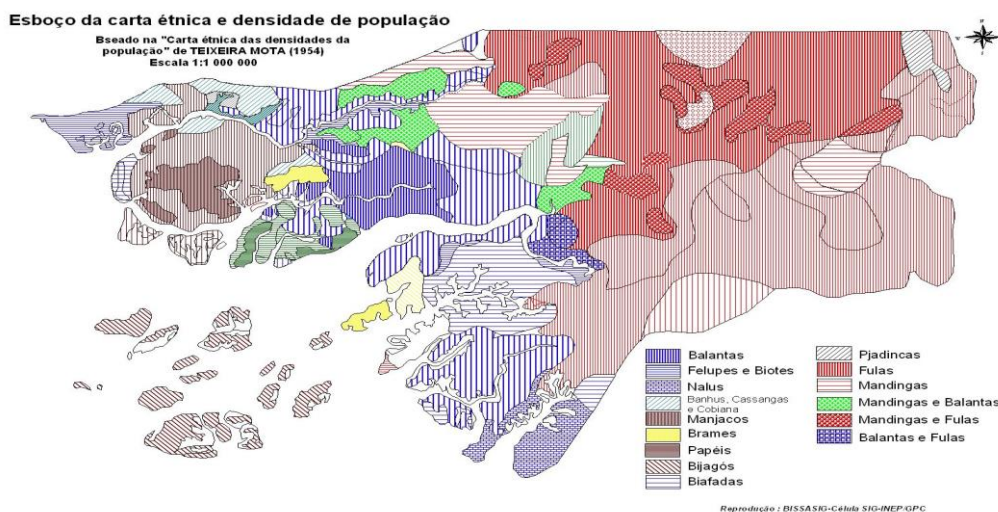 Esboço da carta étnica e densidade de população
Bseado na "Carta étnica das densidades da
população" de TEIXEIRA MOTA (1954)
Escala 1:1 000 000
Balantas
Felupes e Biotes
Nalus
Banhus, Cassangas
e Cobiana
Manjacos
Brames
Papéis
Bijagós
Biafadas
Pjadincas
Fulas
Mandingas
Mandingas e Balantas
Mandingas e Fulas
Balantas e Fulas
Reprodução : BISSASIG-Célula SIG-INEP/GPC